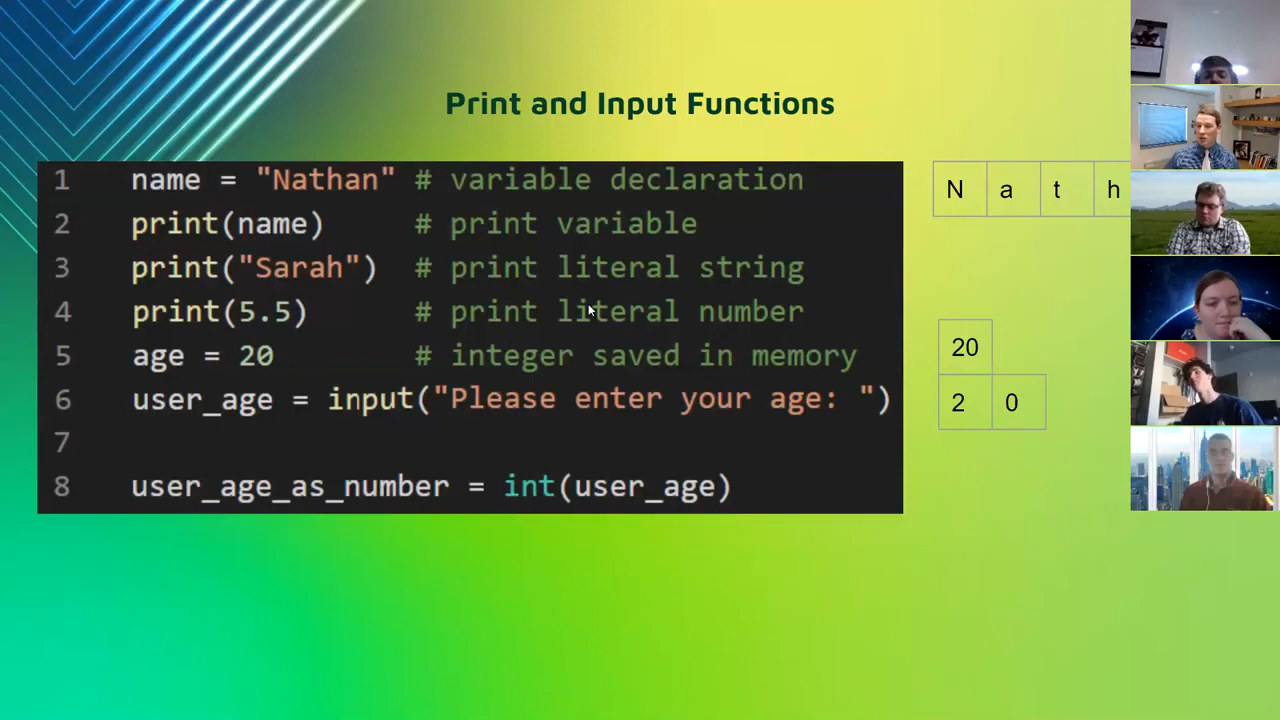 Print and Input Functions
1 name = "Nathan" # variable declaration
2 print(name) # print variable
3 print("Sarah") # print literal string
4 print(5.5) # print literal number
5 age = 20 # integer saved in memory
6 user_age = input("Please enter your age: ")
7
8 user_age_as_number = int(user_age)
N a t h
20
2 0